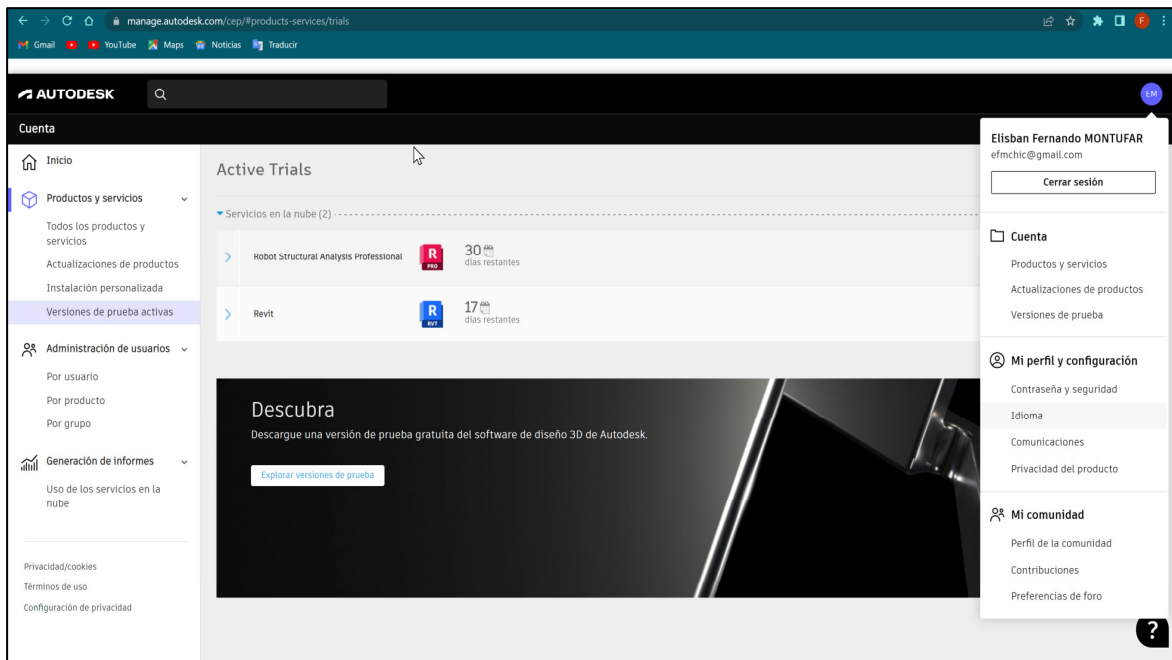 manage.autodesk.com/cep/#products-services/trials
F
Gmail YouTube Maps Noticias Traducir
AUTODESK
EM
Cuenta
Inicio
Productos y servicios
Todos los productos y
servicios
Actualizaciones de productos
Instalación personalizada
Versiones de prueba activas
Administración de usuarios
Por usuario
Por producto
Por grupo
Generación de informes
Uso de los servicios en la
nube
Privacidad/cookies
Términos de uso
Configuración de privacidad
Active Trials
Servicios en la nube (2)
Robot Structural Analysis Professional R PRO 30 días restantes
Revit R RVT 17 días restantes
Descubra
Descargue una versión de prueba gratuita del software de diseño 3D de Autodesk.
Explorar versiones de prueba
Elisban Fernando MONTUFAR
efmchic@gmail.com
Cerrar sesión
Cuenta
Productos y servicios
Actualizaciones de productos
Versiones de prueba
Mi perfil y configuración
Contraseña y seguridad
Idioma
Comunicaciones
Privacidad del producto
Mi comunidad
Perfil de la comunidad
Contribuciones
Preferencias de foro
?